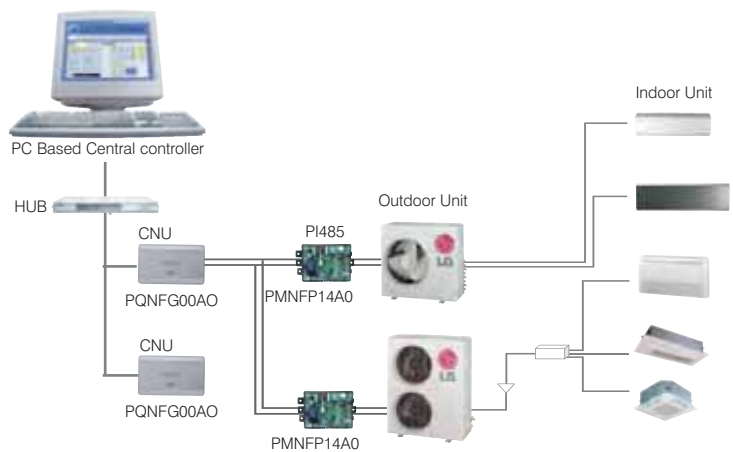 Indoor Unit
PC Based Central controller
HUB
Outdoor Unit
CNU
PI485
LG
PQNFG00AO
PMNFP14A0
CNU
LG
PQNFG00AO
PMNFP14A0